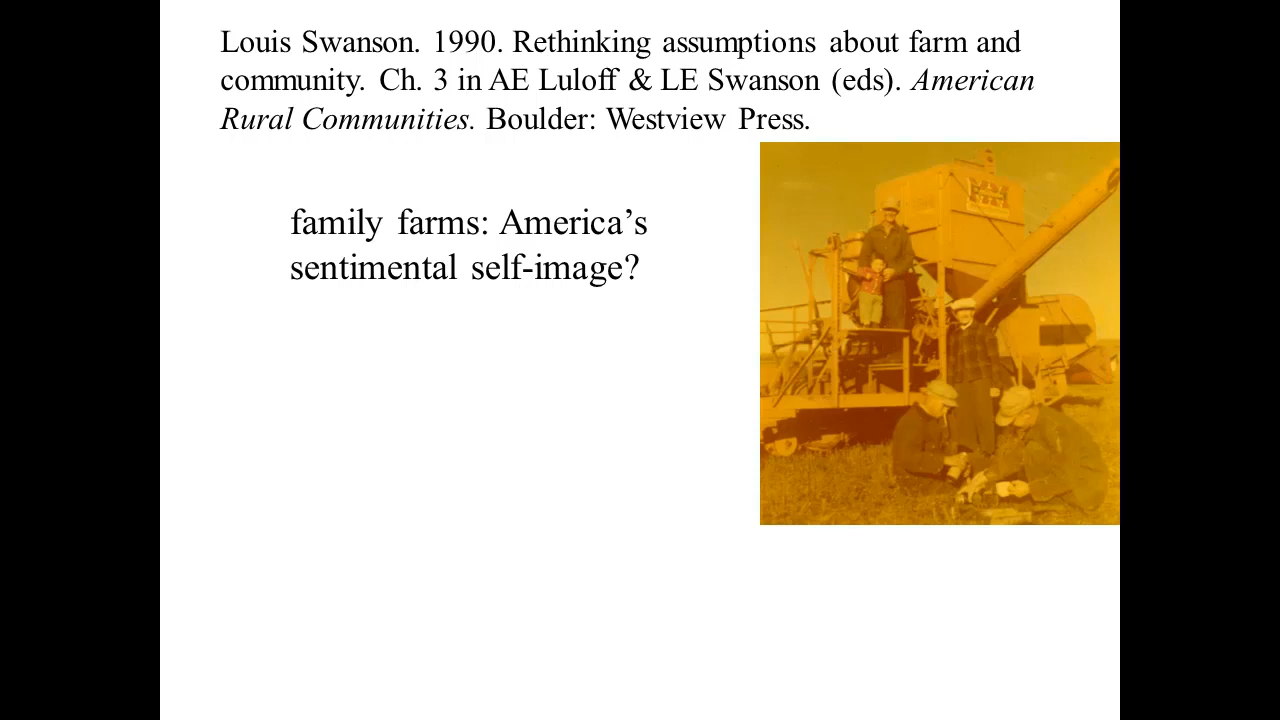 Louis Swanson. 1990. Rethinking assumptions about farm and
community. Ch. 3 in AE Luloff & LE Swanson (eds). American
Rural Communities. Boulder: Westview Press.
family farms: America’s
sentimental self-image?